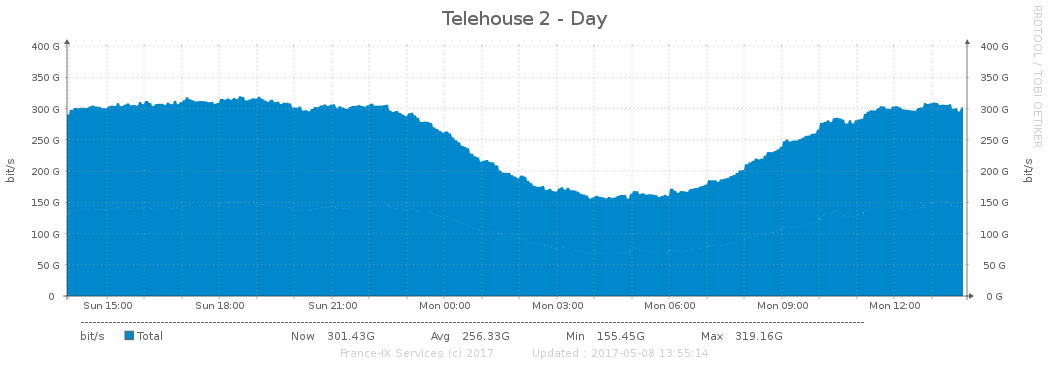 Telehouse 2 - Day
RRDTOOL / TOBI OETIKER
bit/s
bit/s
400 G 400 G
350 G 350 G
300 G 300 G
250 G 250 G
200 G 200 G
150 G 150 G
100 G 100 G
50 G 50 G
0 0 G
Sun 15:00 Sun 18:00 Sun 21:00 Mon 00:00 Mon 03:00 Mon 06:00 Mon 09:00 Mon 12:00
bit/s Total Now 301.43G Avg 256.33G Min 155.45G Max 319.16G
France-IX Services (c) 2017 Updated : 2017-05-08 13:55:14